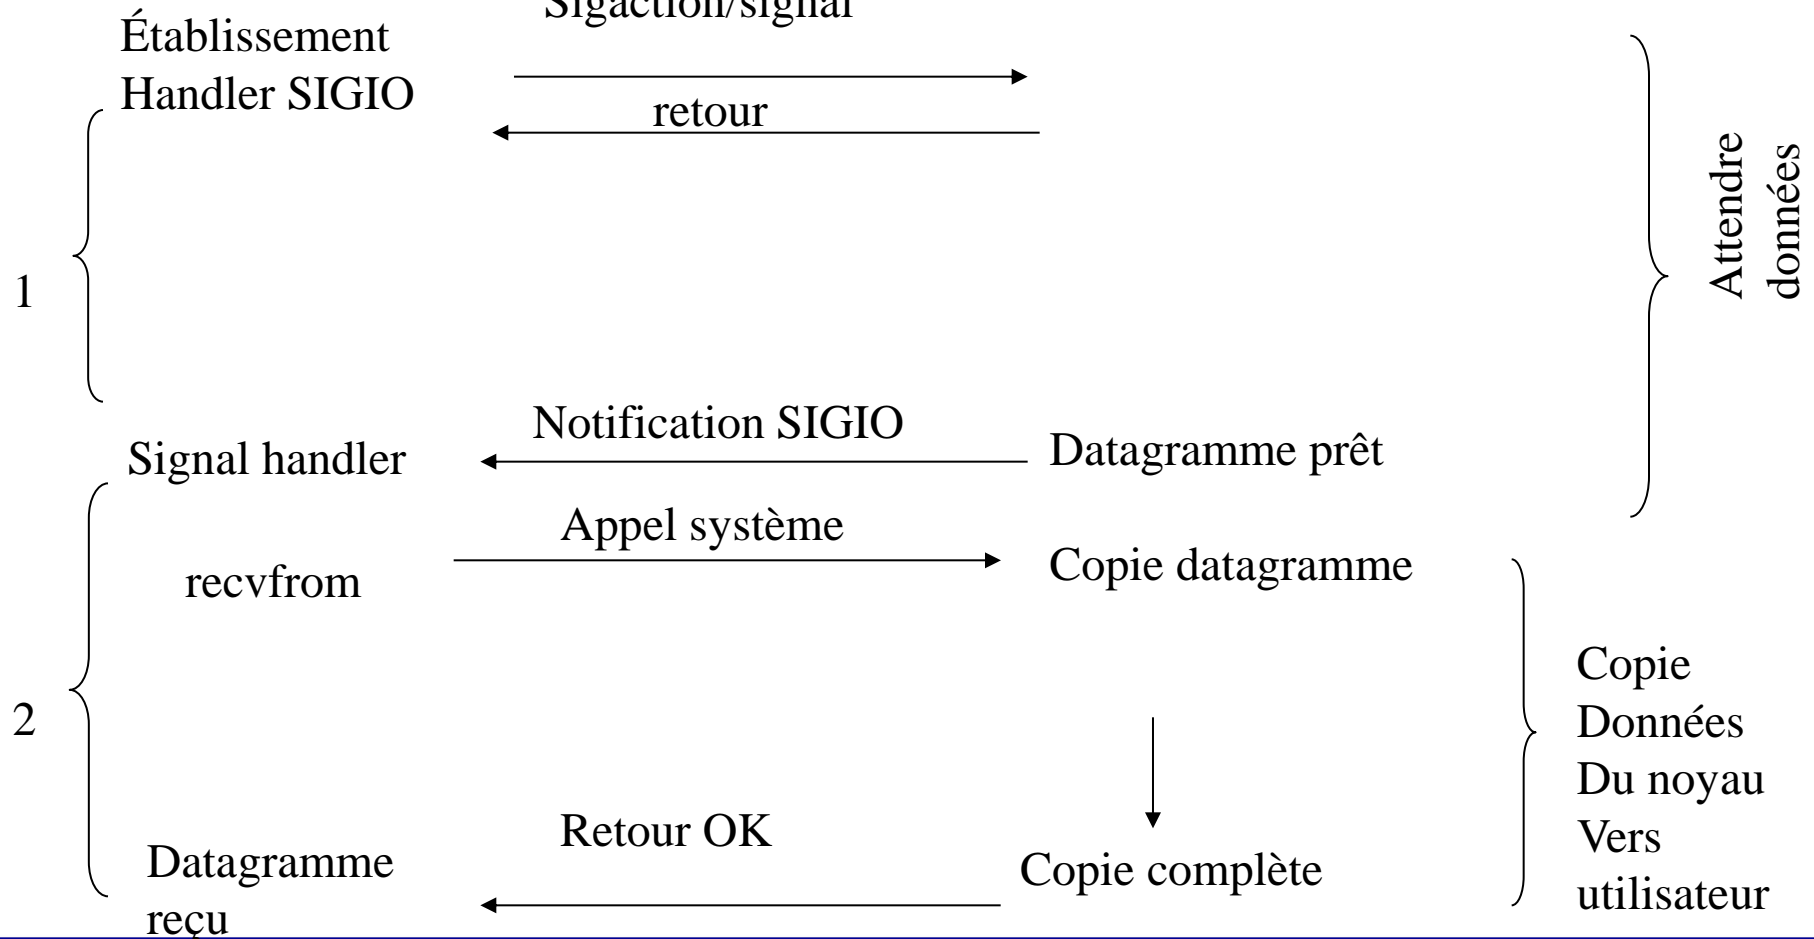 Sigaction/signal
Établissement
Handler SIGIO
retour
Attendre
données
1
Notification SIGIO
Signal handler
Datagramme prêt
Appel système
recvfrom
Copie datagramme
2
Copie
Données
Du noyau
Vers
utilisateur
Retour OK
Datagramme
reçu
Copie complète